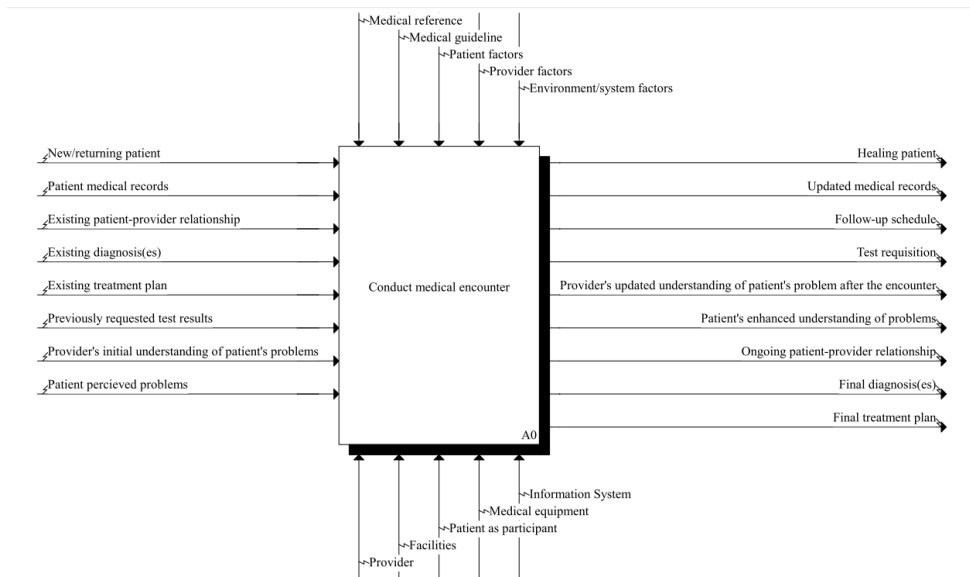 Medical reference
Medical guideline
Patient factors
Provider factors
Environment/system factors
New/returning patient
Patient medical records
Existing patient-provider relationship
Existing diagnosis(es)
Existing treatment plan
Previously requested test results
Provider's initial understanding of patient's problems
Patient percieved problems
Conduct medical encounter
A0
Healing patient
Updated medical records
Follow-up schedule
Test requisition
Provider's updated understanding of patient's problem after the encounter
Patient's enhanced understanding of problems
Ongoing patient-provider relationship
Final diagnosis(es)
Final treatment plan
Information System
Medical equipment
Patient as participant
Facilities
Provider